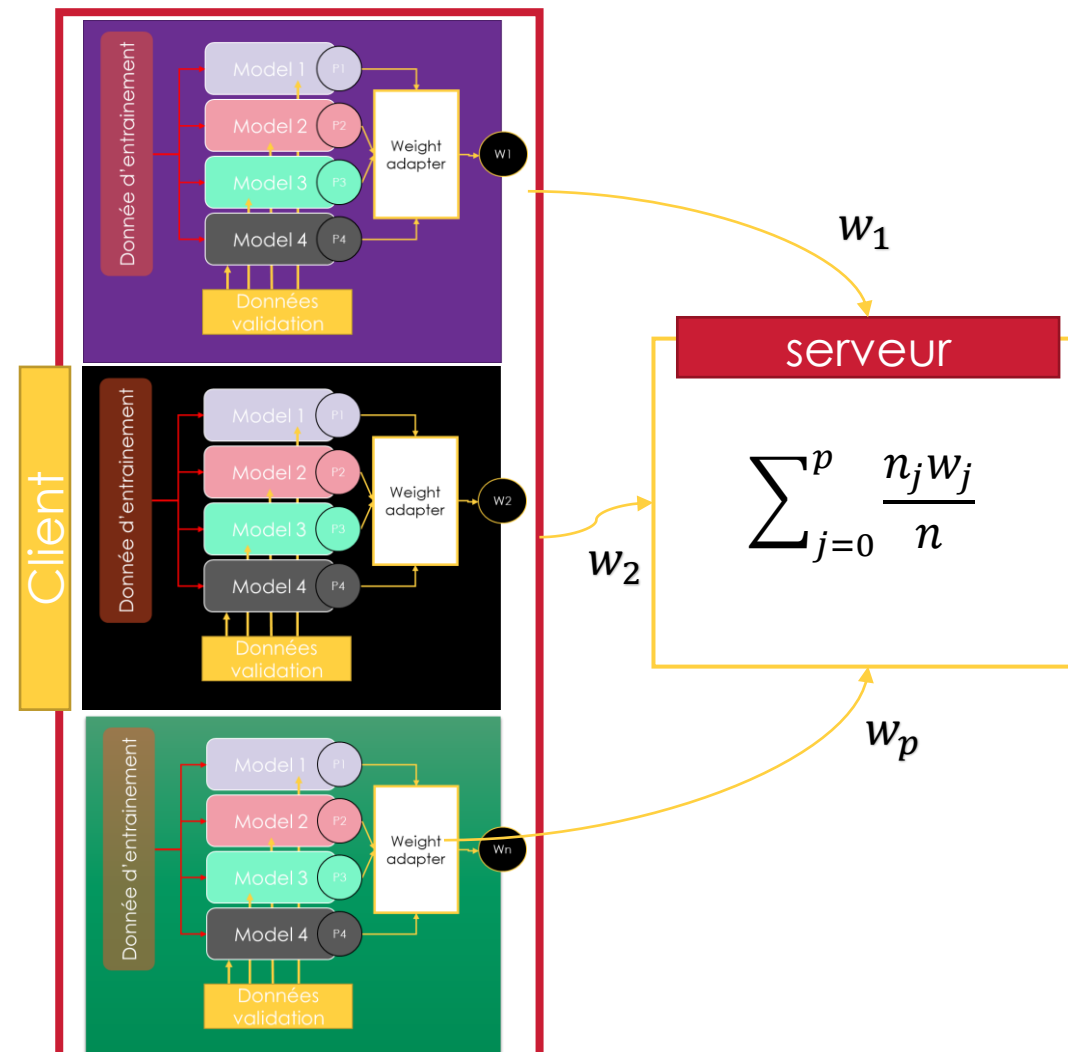 Client
Donnée d'entrainement
Model 1
P1
Model 2
P2
Model 3
P3
Model 4
P4
Weight
adapter
W1
Données
validation
Donnée d'entrainement
Model 1
P1
Model 2
P2
Model 3
P3
Model 4
P4
Weight
adapter
W2
Données
validation
Donnée d'entrainement
Model 1
P1
Model 2
P2
Model 3
P3
Model 4
P4
Weight
adapter
Wn
Données
validation
w₁
w₂
wₚ
serveur
∑_{j=0}^{p} \frac{n_j w_j}{n}